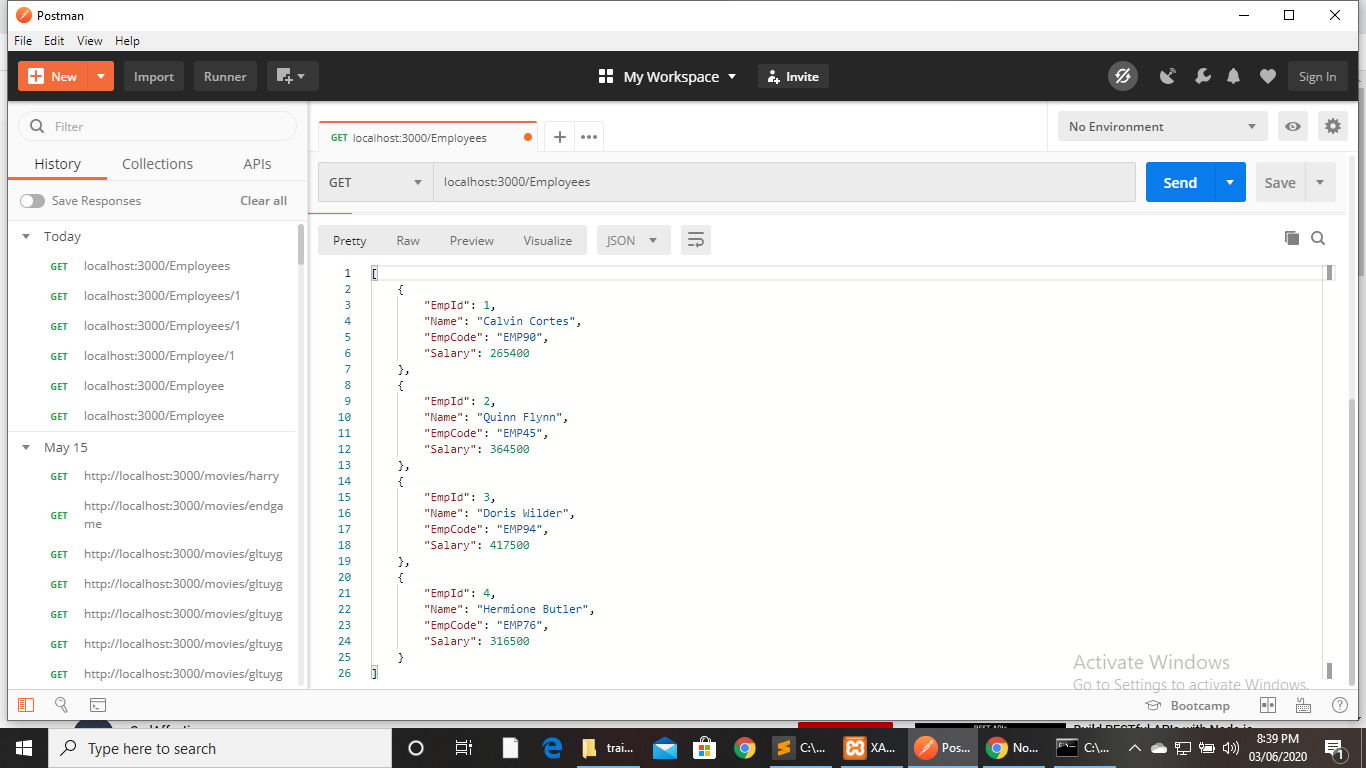 Postman
File Edit View Help
New Import Runner My Workspace Invite Sign In
Filter
History Collections APIs
Save Responses Clear all
Today
GET localhost:3000/Employees
GET localhost:3000/Employees/1
GET localhost:3000/Employees/1
GET localhost:3000/Employee/1
GET localhost:3000/Employee
GET localhost:3000/Employee
May 15
GET http://localhost:3000/movies/harry
GET http://localhost:3000/movies/endga
me
GET http://localhost:3000/movies/gltuyg
GET http://localhost:3000/movies/gltuyg
GET http://localhost:3000/movies/gltuyg
GET http://localhost:3000/movies/gltuyg
GET http://localhost:3000/movies/gltuyg
GET localhost:3000/Employees
No Environment
GET localhost:3000/Employees Send Save
Pretty Raw Preview Visualize JSON
1 [
2 {
3 "EmpId": 1,
4 "Name": "Calvin Cortes",
5 "EmpCode": "EMP90",
6 "Salary": 265400
7 },
8 {
9 "EmpId": 2,
10 "Name": "Quinn Flynn",
11 "EmpCode": "EMP45",
12 "Salary": 364500
13 },
14 {
15 "EmpId": 3,
16 "Name": "Doris Wilder",
17 "EmpCode": "EMP94",
18 "Salary": 417500
19 },
20 {
21 "EmpId": 4,
22 "Name": "Hermione Butler",
23 "EmpCode": "EMP76",
24 "Salary": 316500
25 }
26 ]
Activate Windows
Go to Settings to activate Windows.
Bootcamp
Type here to search
trai... C:\... XA... Pos... No... C:\...
8:39 PM
03/06/2020
1